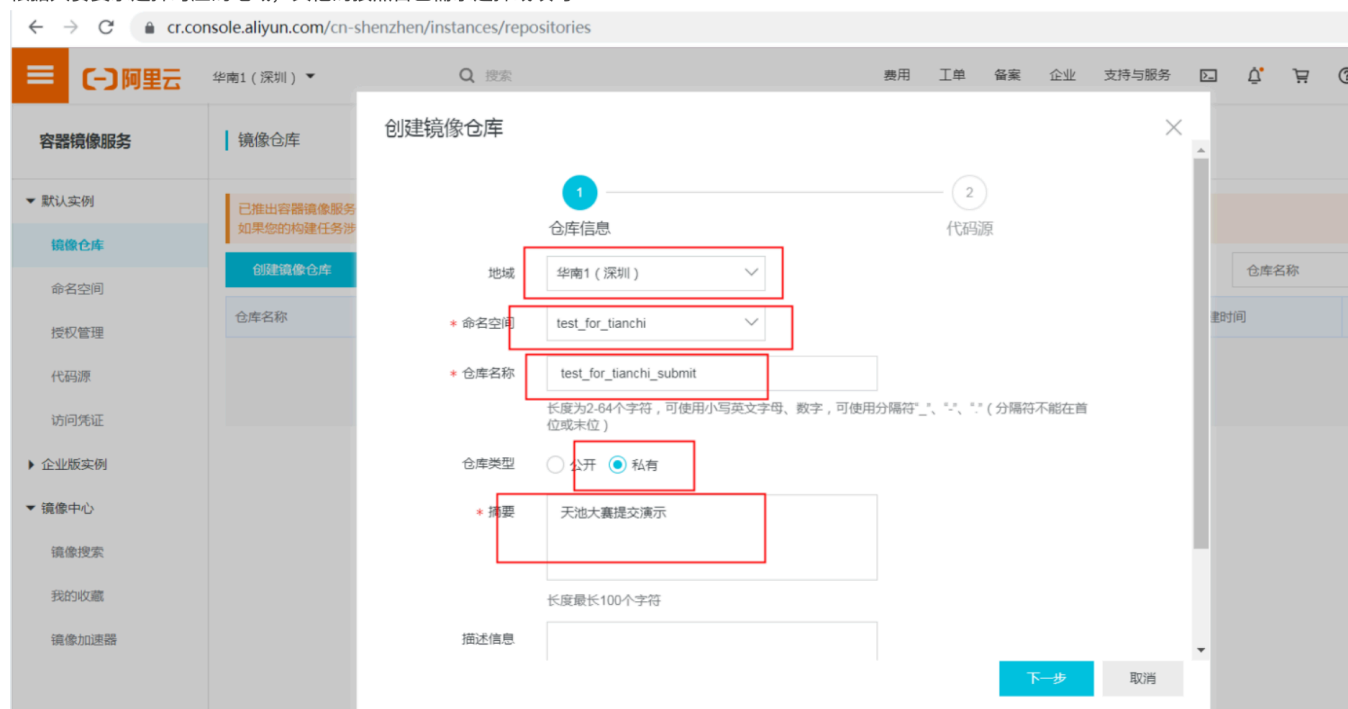 cr.console.aliyun.com/cn-shenzhen/instances/repositories
阿里云
华南1（深圳）
搜索
费用
工单
备案
企业
支持与服务
容器镜像服务
镜像仓库
默认实例
镜像仓库
命名空间
授权管理
代码源
访问凭证
企业版实例
镜像中心
镜像搜索
我的收藏
镜像加速器
已推出容器镜像服务
如果您的构建任务涉
创建镜像仓库
仓库名称
仓库名称
建时间
创建镜像仓库
1
2
仓库信息
代码源
地域
华南1（深圳）
* 命名空间
test_for_tianchi
* 仓库名称
test_for_tianchi_submit
长度为2-64个字符，可使用小写英文字母、数字，可使用分隔符"_"、"-"、"."（分隔符不能在首
位或末位）
仓库类型
公开
私有
* 摘要
天池大赛提交演示
长度最长100个字符
描述信息
下一步
取消